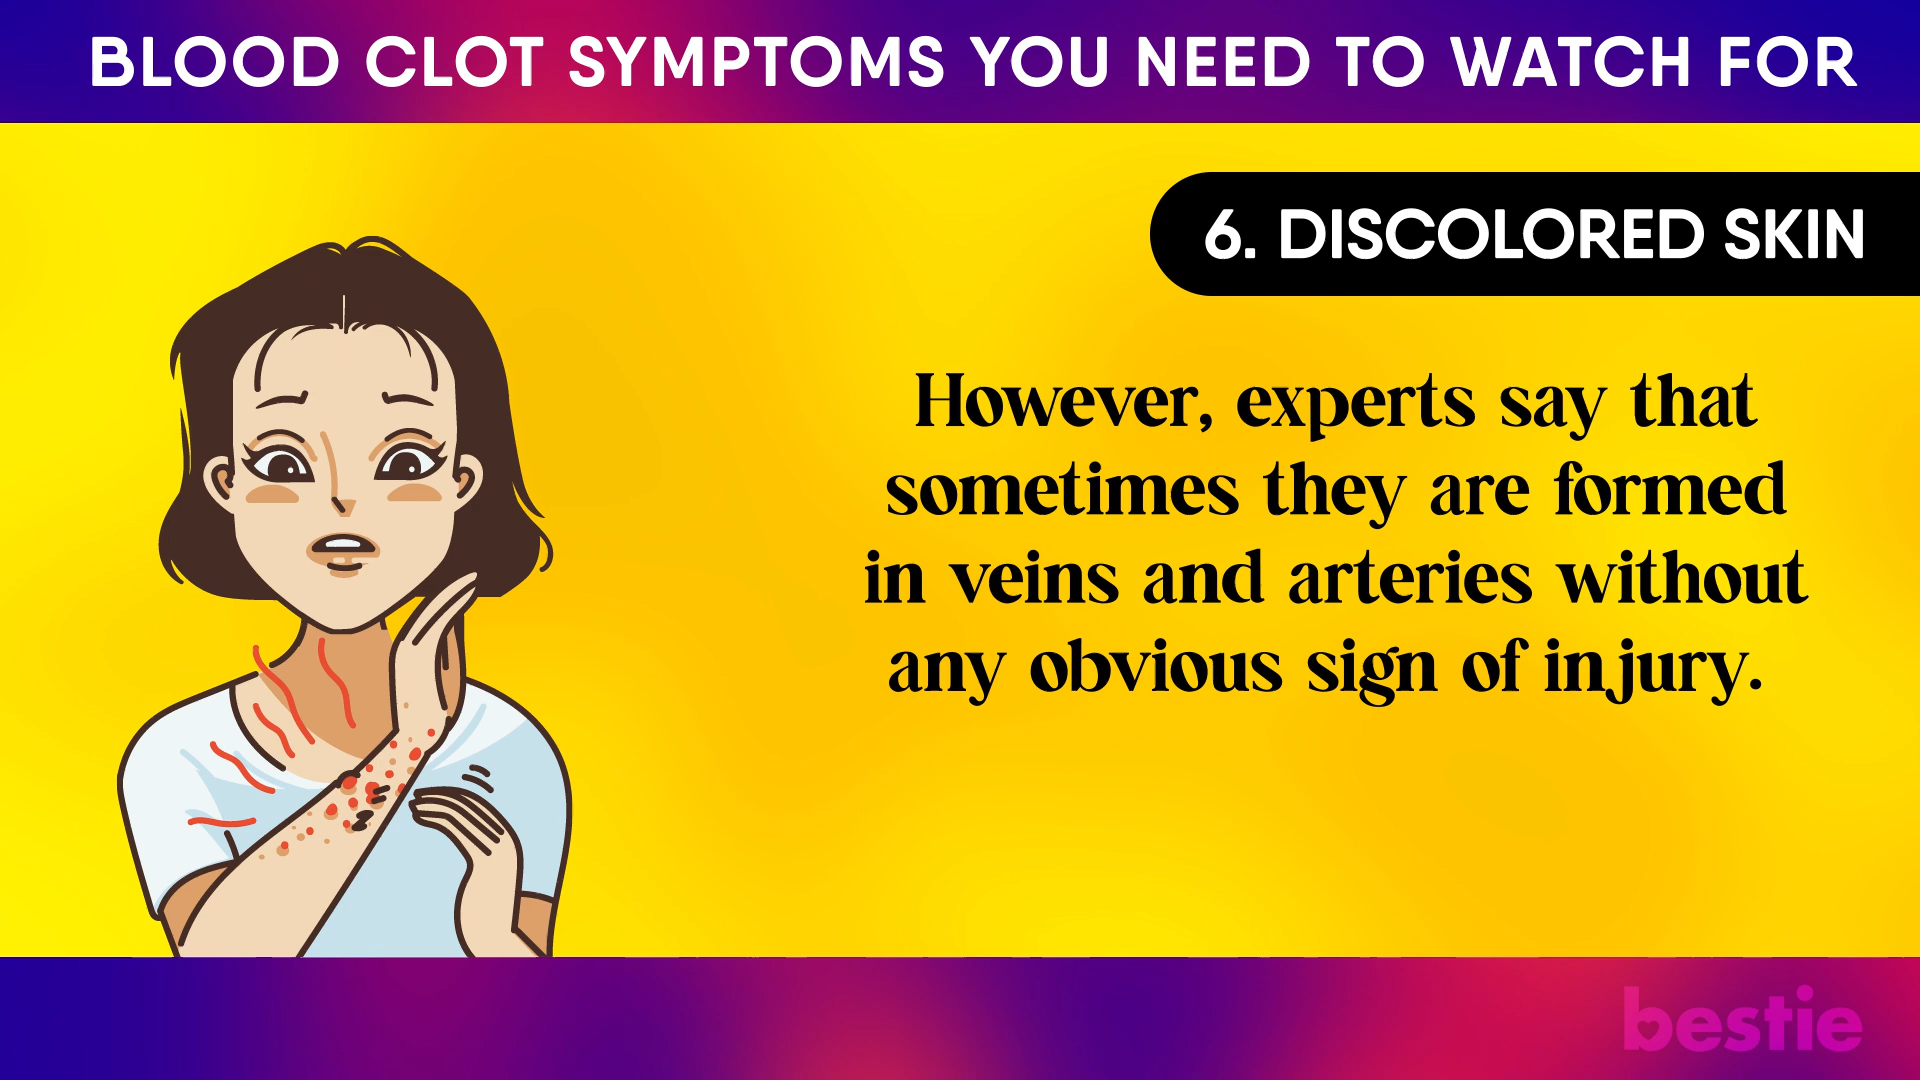 BLOOD CLOT SYMPTOMS YOU NEED TO WATCH FOR
6. DISCOLORED SKIN
However, experts say that
sometimes they are formed
in veins and arteries without
any obvious sign of injury.
bestie